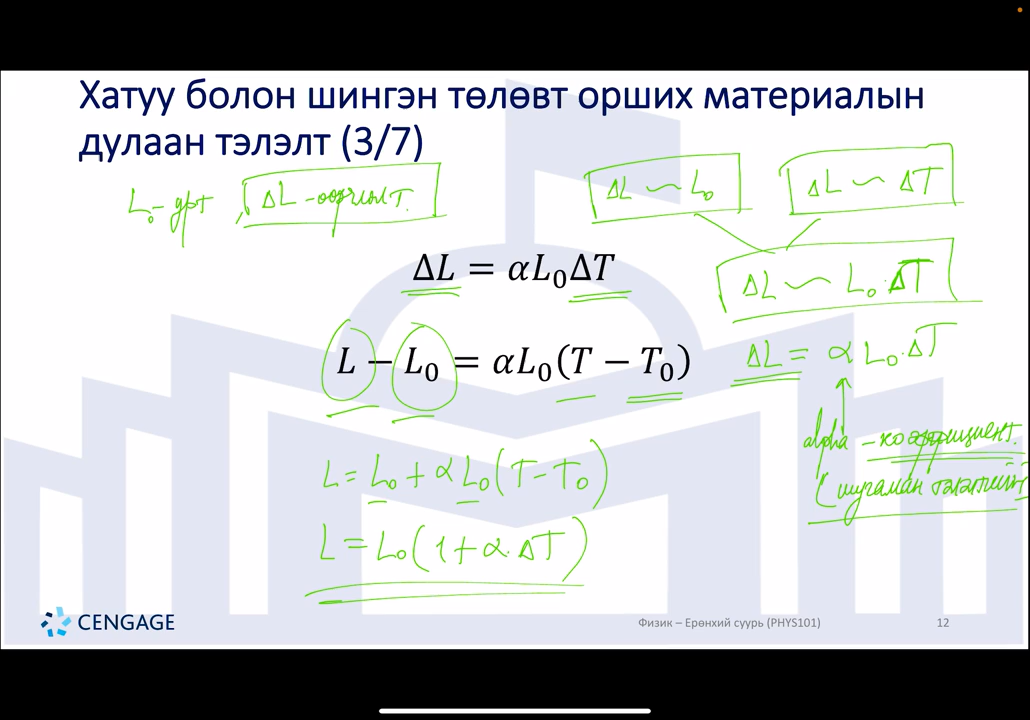 Хатуу болон шингэн төлөвт орших материалын
дулаан тэлэлт (3/7)
L₀ - урт, ΔL - өөрчлөлт.
ΔL ~ L₀
ΔL ~ ΔT
ΔL = αL₀ΔT
ΔL ~ L₀·ΔT
L − L₀ = αL₀(T − T₀)
ΔL = α L₀·ΔT
alpha - коэффициент.
(шугаман тэлэлтийн
L = L₀ + α L₀ (T − T₀)
L = L₀ (1 + α·ΔT)
CENGAGE
Физик – Ерөнхий суурь (PHYS101)
12